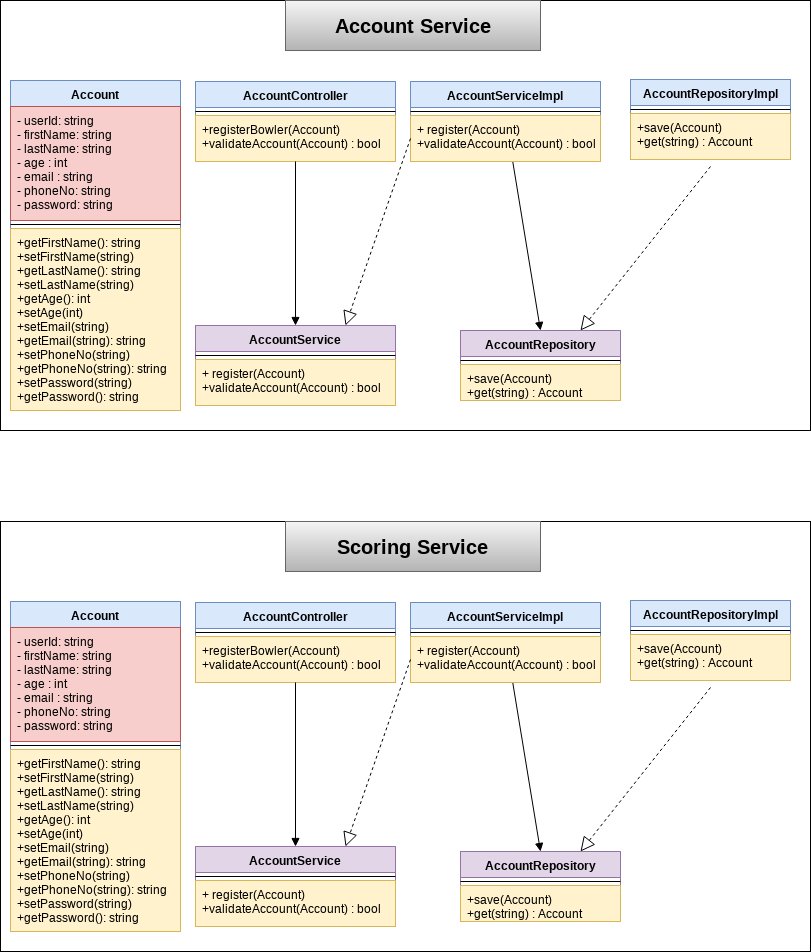 Account Service
Account
- userId: string
- firstName: string
- lastName: string
- age : int
- email : string
- phoneNo: string
- password: string
+getFirstName(): string
+setFirstName(string)
+getLastName(): string
+setLastName(string)
+getAge(): int
+setAge(int)
+setEmail(string)
+getEmail(string): string
+setPhoneNo(string)
+getPhoneNo(string): string
+setPassword(string)
+getPassword(): string
AccountController
+registerBowler(Account)
+validateAccount(Account) : bool
AccountServiceImpl
+ register(Account)
+validateAccount(Account) : bool
AccountRepositoryImpl
+save(Account)
+get(string) : Account
AccountService
+ register(Account)
+validateAccount(Account) : bool
AccountRepository
+save(Account)
+get(string) : Account
Scoring Service
Account
- userId: string
- firstName: string
- lastName: string
- age : int
- email : string
- phoneNo: string
- password: string
+getFirstName(): string
+setFirstName(string)
+getLastName(): string
+setLastName(string)
+getAge(): int
+setAge(int)
+setEmail(string)
+getEmail(string): string
+setPhoneNo(string)
+getPhoneNo(string): string
+setPassword(string)
+getPassword(): string
AccountController
+registerBowler(Account)
+validateAccount(Account) : bool
AccountServiceImpl
+ register(Account)
+validateAccount(Account) : bool
AccountRepositoryImpl
+save(Account)
+get(string) : Account
AccountService
+ register(Account)
+validateAccount(Account) : bool
AccountRepository
+save(Account)
+get(string) : Account